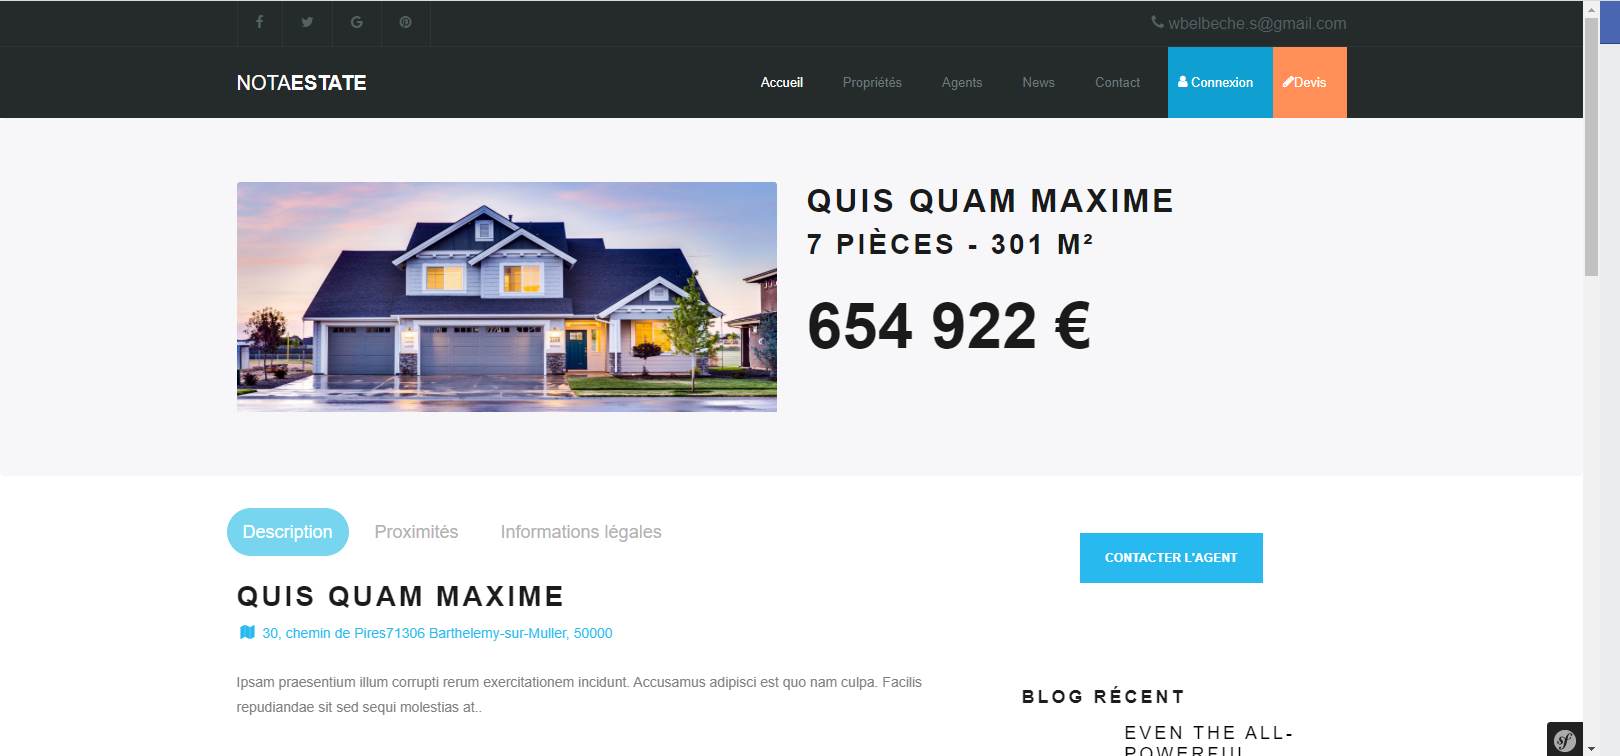 wbelbeche.s@gmail.com
NOTAESTATE
Accueil
Propriétés
Agents
News
Contact
Connexion
Devis
QUIS QUAM MAXIME
7 PIÈCES - 301 M²
654 922 €
Description
Proximités
Informations légales
CONTACTER L'AGENT
QUIS QUAM MAXIME
30, chemin de Pires71306 Barthelemy-sur-Muller, 50000
Ipsam praesentium illum corrupti rerum exercitationem incidunt. Accusamus adipisci est quo nam culpa. Facilis
repudiandae sit sed sequi molestias at..
BLOG RÉCENT
EVEN THE ALL-
POWERFUL
sf